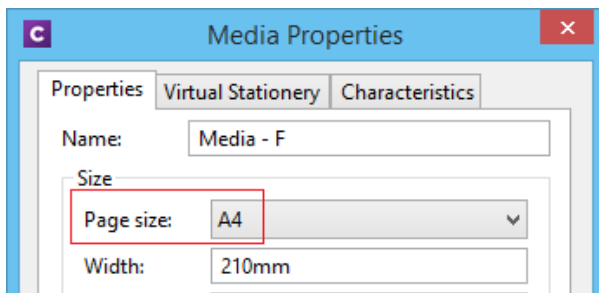 C Media Properties ×
Properties Virtual Stationery Characteristics
Name: Media - F
Size
Page size: A4
Width: 210mm